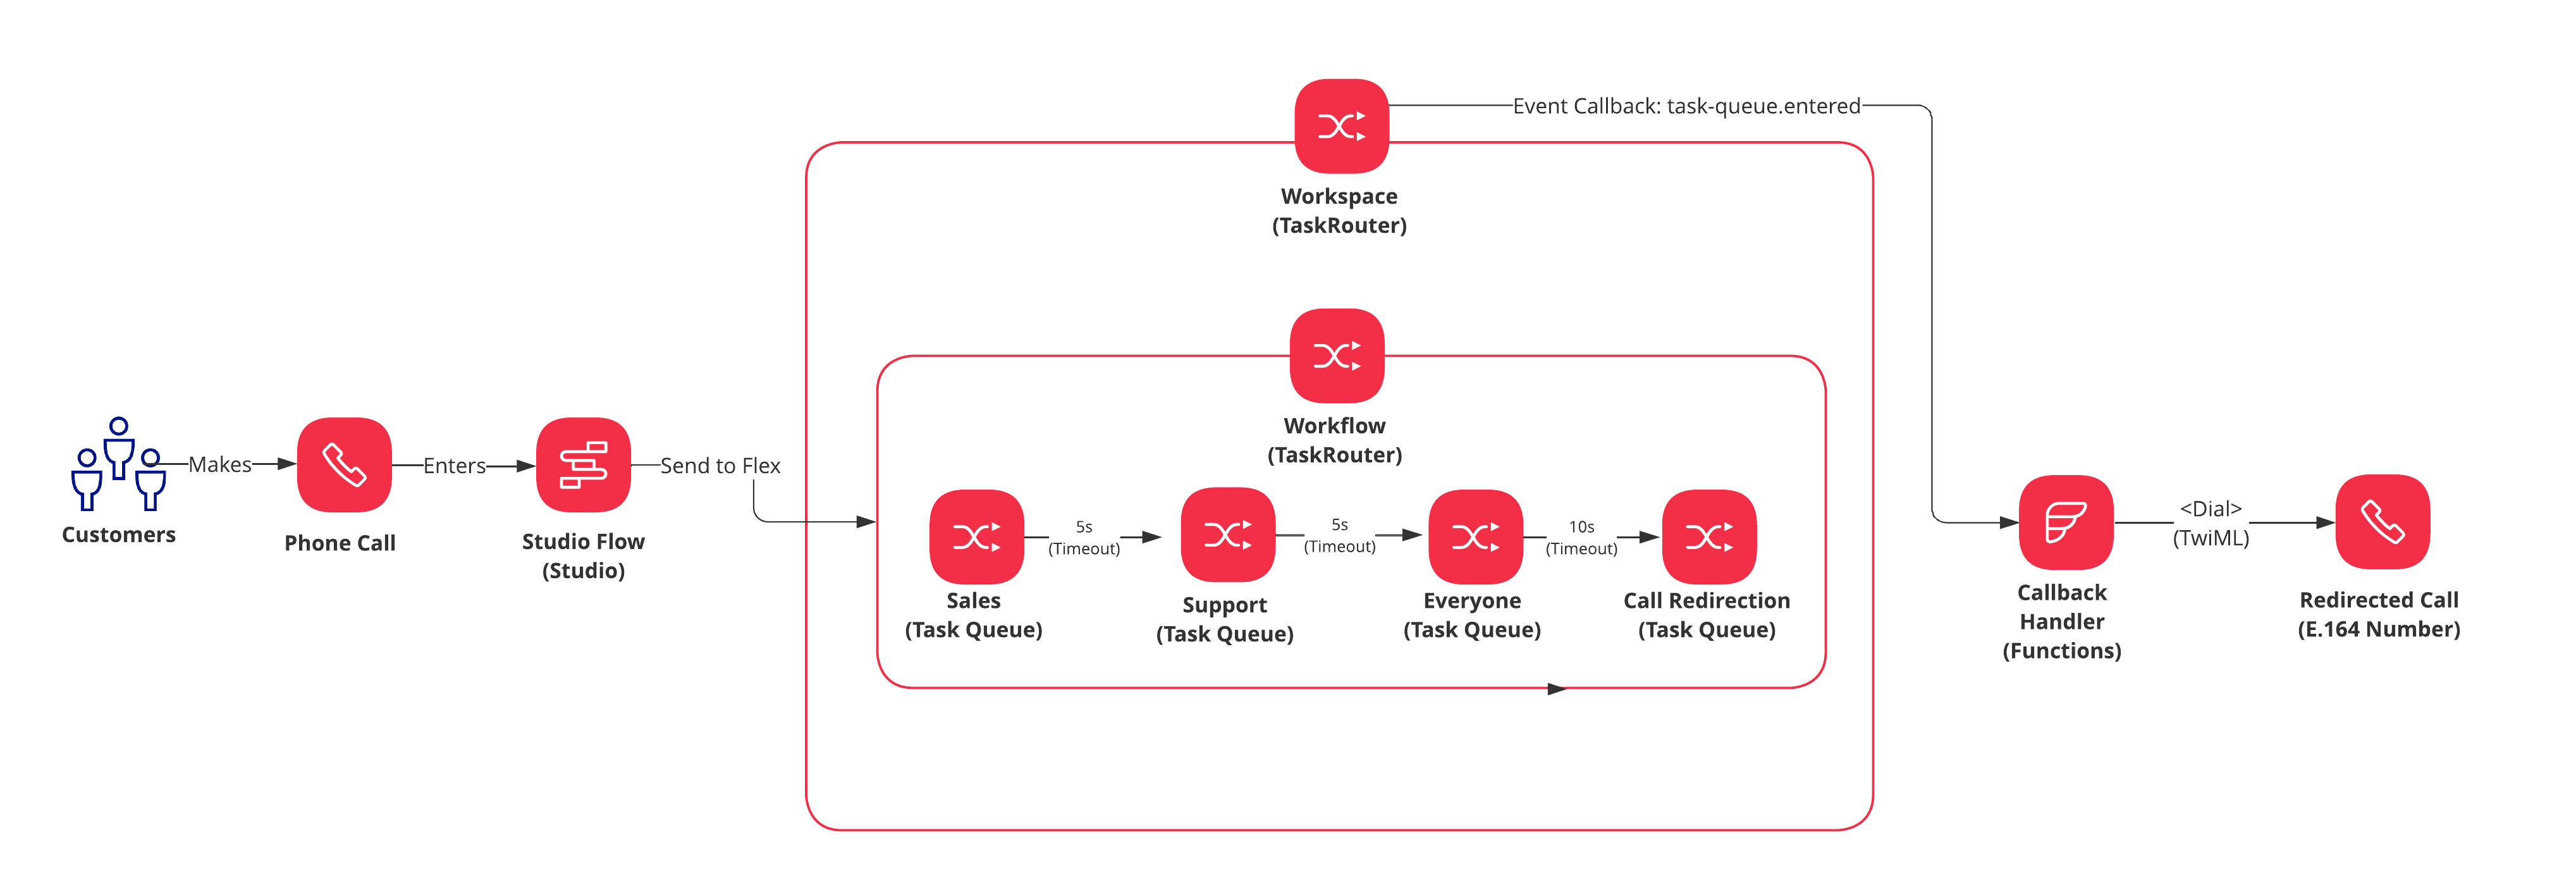 Event Callback: task-queue.entered
Workspace
(TaskRouter)
Workflow
(TaskRouter)
Customers
Makes
Phone Call
Enters
Studio Flow
(Studio)
Send to Flex
Sales
(Task Queue)
5s
(Timeout)
Support
(Task Queue)
5s
(Timeout)
Everyone
(Task Queue)
10s
(Timeout)
Call Redirection
(Task Queue)
Callback
Handler
(Functions)
<Dial>
(TwiML)
Redirected Call
(E.164 Number)